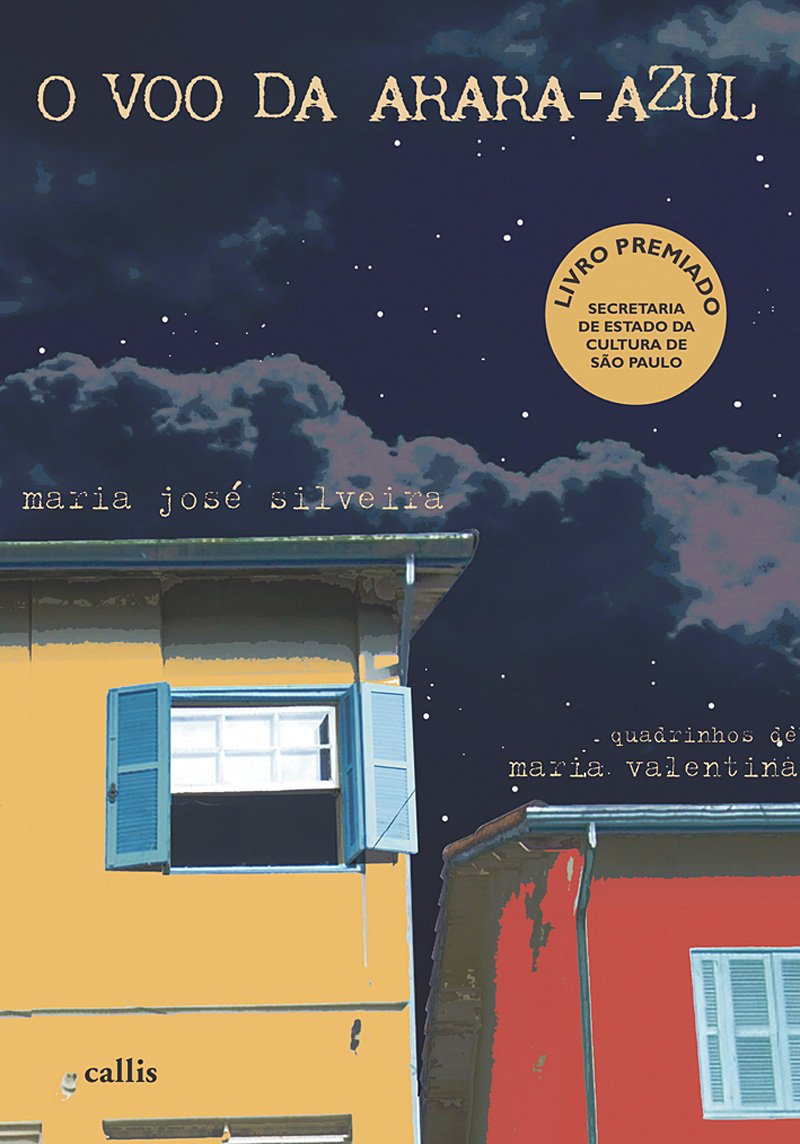 O VOO DA ARARA-AZUL
LIVRO PREMIADO
SECRETARIA
DE ESTADO DA
CULTURA DE
SÃO PAULO
maria josé silveira
quadrinhos de
maria valentina
callis